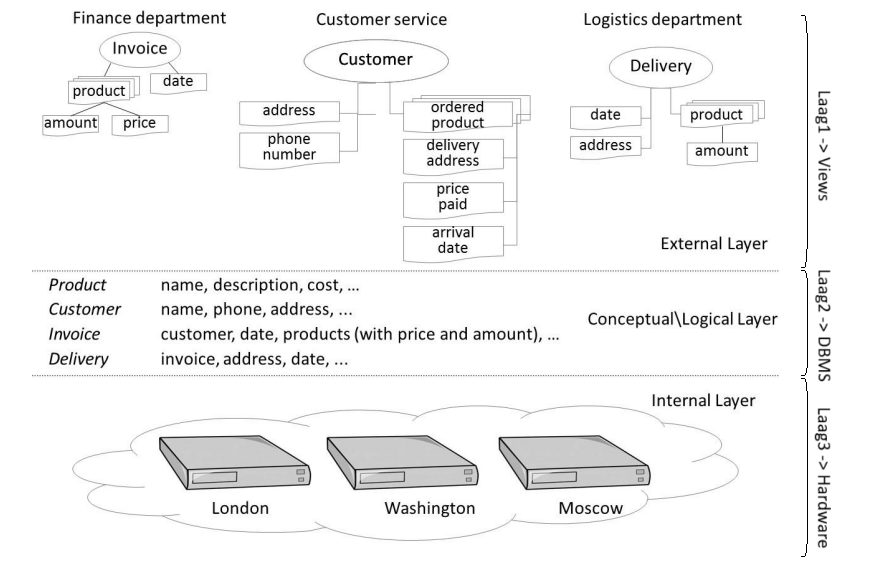 Finance department
Customer service
Logistics department
Invoice
product
date
amount
price
Customer
address
phone
number
ordered
product
delivery
address
price
paid
arrival
date
Delivery
date
address
product
amount
External Layer
Laag1 -> Views
Product name, description, cost, ...
Customer name, phone, address, ...
Invoice customer, date, products (with price and amount), ...
Delivery invoice, address, date, ...
Conceptual\Logical Layer
Laag2 -> DBMS
Internal Layer
London
Washington
Moscow
Laag3 -> Hardware